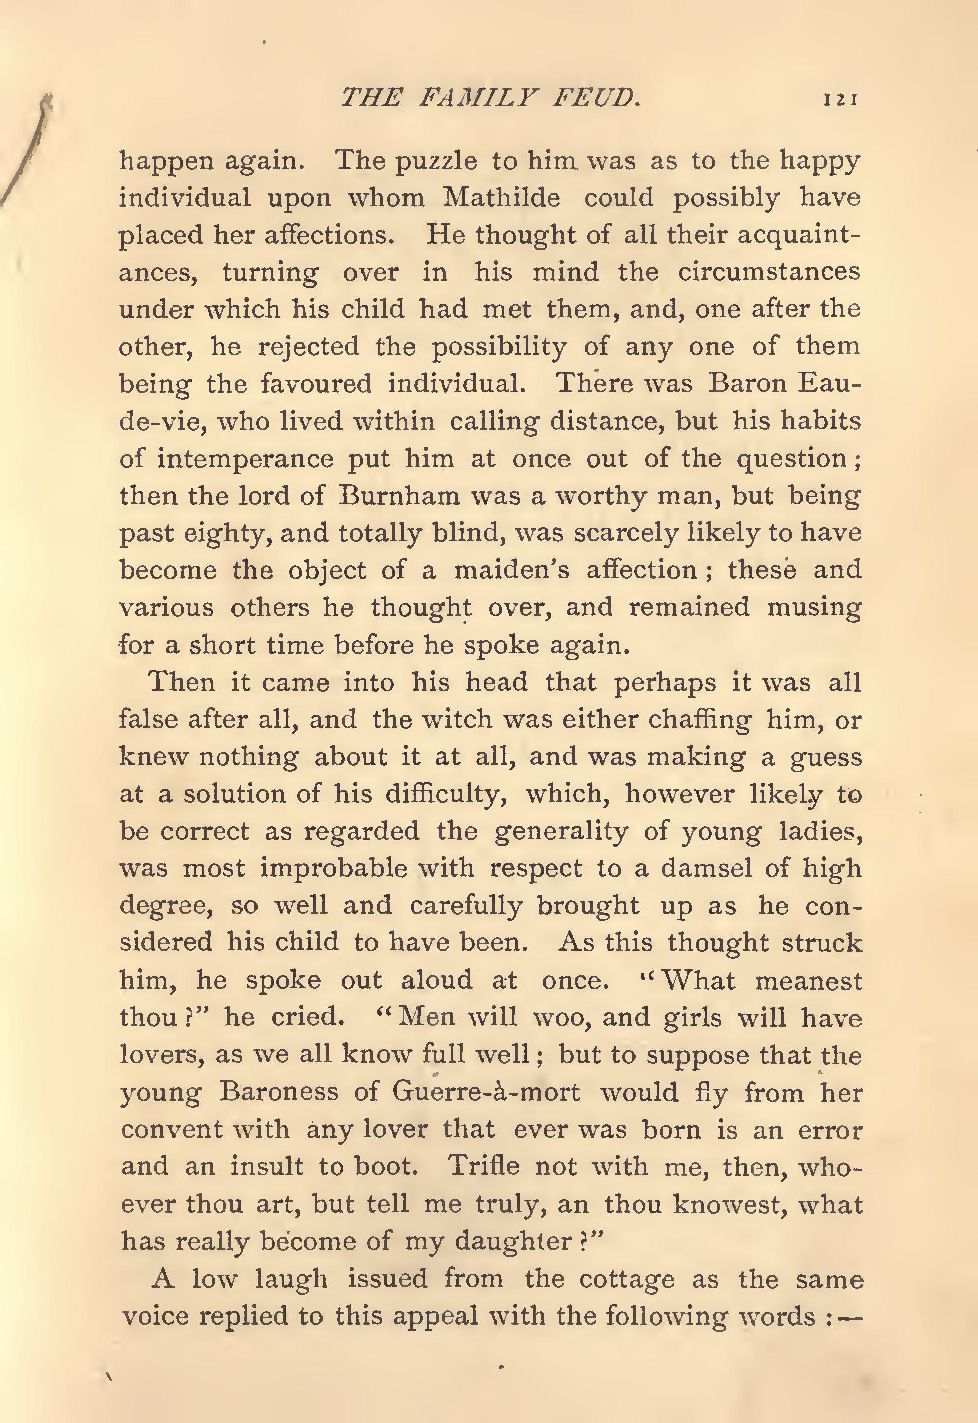 THE FAMILY FEUD. 121
happen again. The puzzle to him was as to the happy
individual upon whom Mathilde could possibly have
placed her affections. He thought of all their acquaint-
ances, turning over in his mind the circumstances
under which his child had met them, and, one after the
other, he rejected the possibility of any one of them
being the favoured individual. There was Baron Eau-
de-vie, who lived within calling distance, but his habits
of intemperance put him at once out of the question;
then the lord of Burnham was a worthy man, but being
past eighty, and totally blind, was scarcely likely to have
become the object of a maiden's affection; these and
various others he thought over, and remained musing
for a short time before he spoke again.
Then it came into his head that perhaps it was all
false after all, and the witch was either chaffing him, or
knew nothing about it at all, and was making a guess
at a solution of his difficulty, which, however likely to
be correct as regarded the generality of young ladies,
was most improbable with respect to a damsel of high
degree, so well and carefully brought up as he con-
sidered his child to have been. As this thought struck
him, he spoke out aloud at once. "What meanest
thou?" he cried. "Men will woo, and girls will have
lovers, as we all know full well; but to suppose that the
young Baroness of Guerre-à-mort would fly from her
convent with any lover that ever was born is an error
and an insult to boot. Trifle not with me, then, who-
ever thou art, but tell me truly, an thou knowest, what
has really become of my daughter?"
A low laugh issued from the cottage as the same
voice replied to this appeal with the following words:—